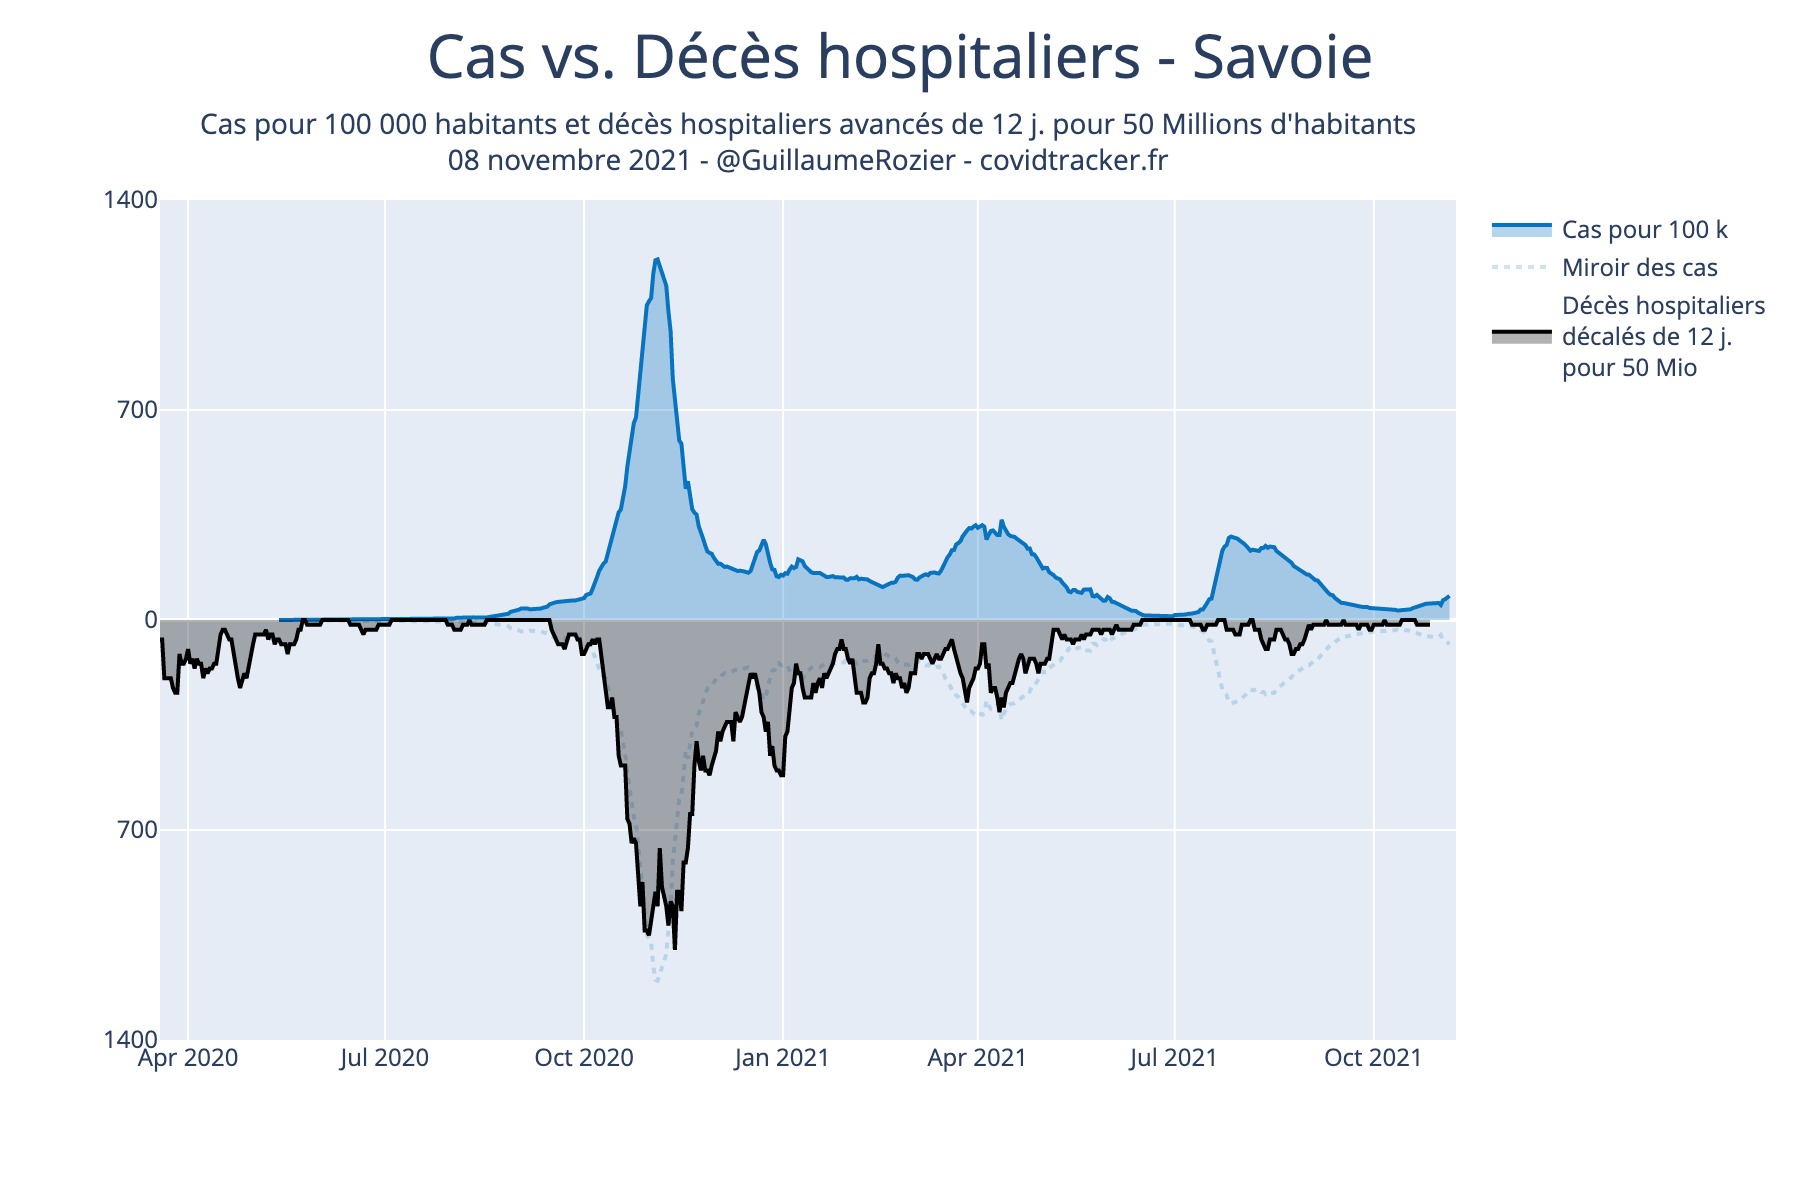 Cas vs. Décès hospitaliers - Savoie
Cas pour 100 000 habitants et décès hospitaliers avancés de 12 j. pour 50 Millions d'habitants
08 novembre 2021 - @GuillaumeRozier - covidtracker.fr
1400
700
0
700
1400
Apr 2020
Jul 2020
Oct 2020
Jan 2021
Apr 2021
Jul 2021
Oct 2021
Cas pour 100 k
Miroir des cas
Décès hospitaliers
décalés de 12 j.
pour 50 Mio